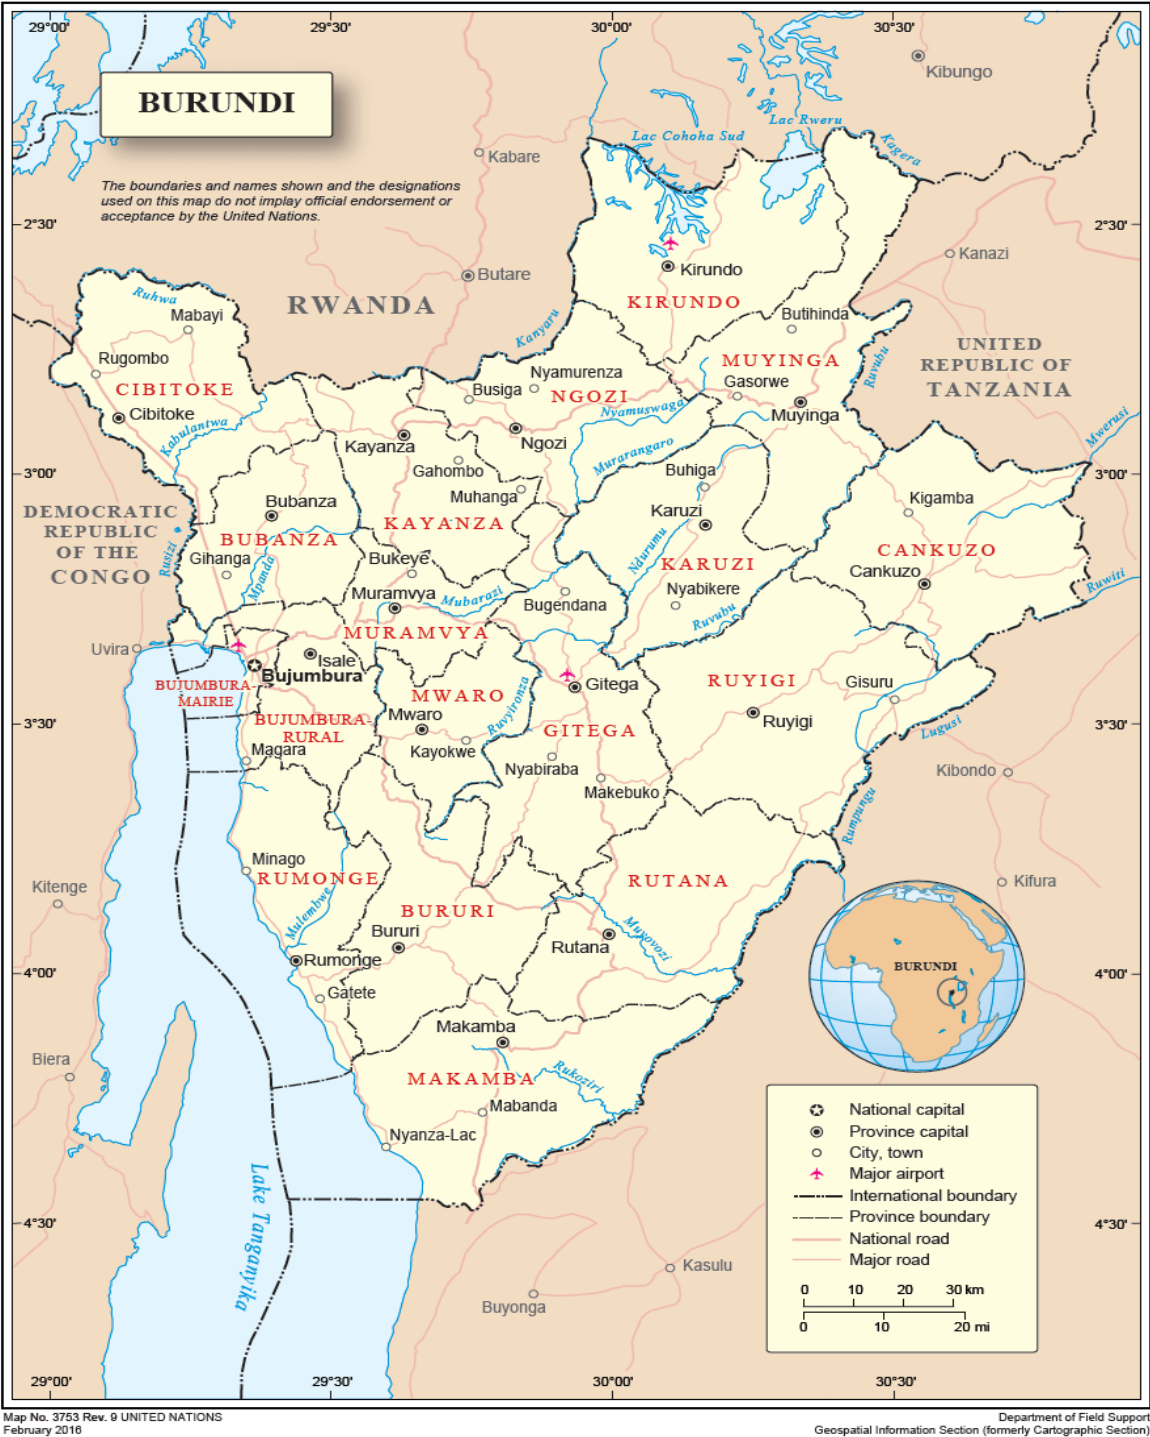 29°00'
29°30'
30°00'
30°30'
BURUNDI
The boundaries and names shown and the designations
used on this map do not implay official endorsement or
acceptance by the United Nations.
Kibungo
Lac Rweru
Lac Cohoha Sud
Kagera
Kabare
2°30'
2°30'
Kanazi
Butare
Kirundo
KIRUNDO
RWANDA
Ruhwa
Mabayi
Kanyaru
Butihinda
UNITED
REPUBLIC OF
TANZANIA
Rugombo
CIBITOKE
Cibitoke
Nyamurenza
Busiga
NGOZI
MUYINGA
Gasorwe
Ruvubu
Nyamuswaga
Muyinga
Mwerusi
Kabulantwa
Kayanza
Ngozi
Gahombo
Murarangaro
Buhiga
3°00'
3°00'
Muhanga
Kigamba
Bubanza
Karuzi
DEMOCRATIC
REPUBLIC
OF THE
CONGO
KAYANZA
BUBANZA
Rusizi
Gihanga
Mpanda
Bukeye
Ndurumu
KARUZI
CANKUZO
Cankuzo
Ruwiri
Muramvya
Mubarazi
Nyabikere
Bugendana
Ruvubu
MURAMVYA
Uvira
Isale
Bujumbura
BUJUMBURA-
MAIRIE
MWARO
Gitega
RUYIGI
Gisuru
Ruvyironza
BUJUMBURA-
RURAL
Mwaro
GITEGA
Ruyigi
3°30'
3°30'
Lugusi
Magara
Kayokwe
Nyabiraba
Makebuko
Kibondo
Rumpungu
Minago
RUMONGE
RUTANA
Kitenge
Kifura
Mulembwe
BURURI
Bururi
Rutana
Muyovozi
BURUNDI
Rumonge
4°00'
4°00'
Gatete
Makamba
Biera
MAKAMBA
Rukoziri
Mabanda
Nyanza-Lac
National capital
Province capital
City, town
Major airport
International boundary
Province boundary
National road
Major road
0 10 20 30 km
0 10 20 mi
Lake Tanganyika
4°30'
4°30'
Kasulu
Buyonga
29°00'
29°30'
30°00'
30°30'
Map No. 3753 Rev. 9 UNITED NATIONS
February 2016
Department of Field Support
Geospatial Information Section (formerly Cartographic Section)